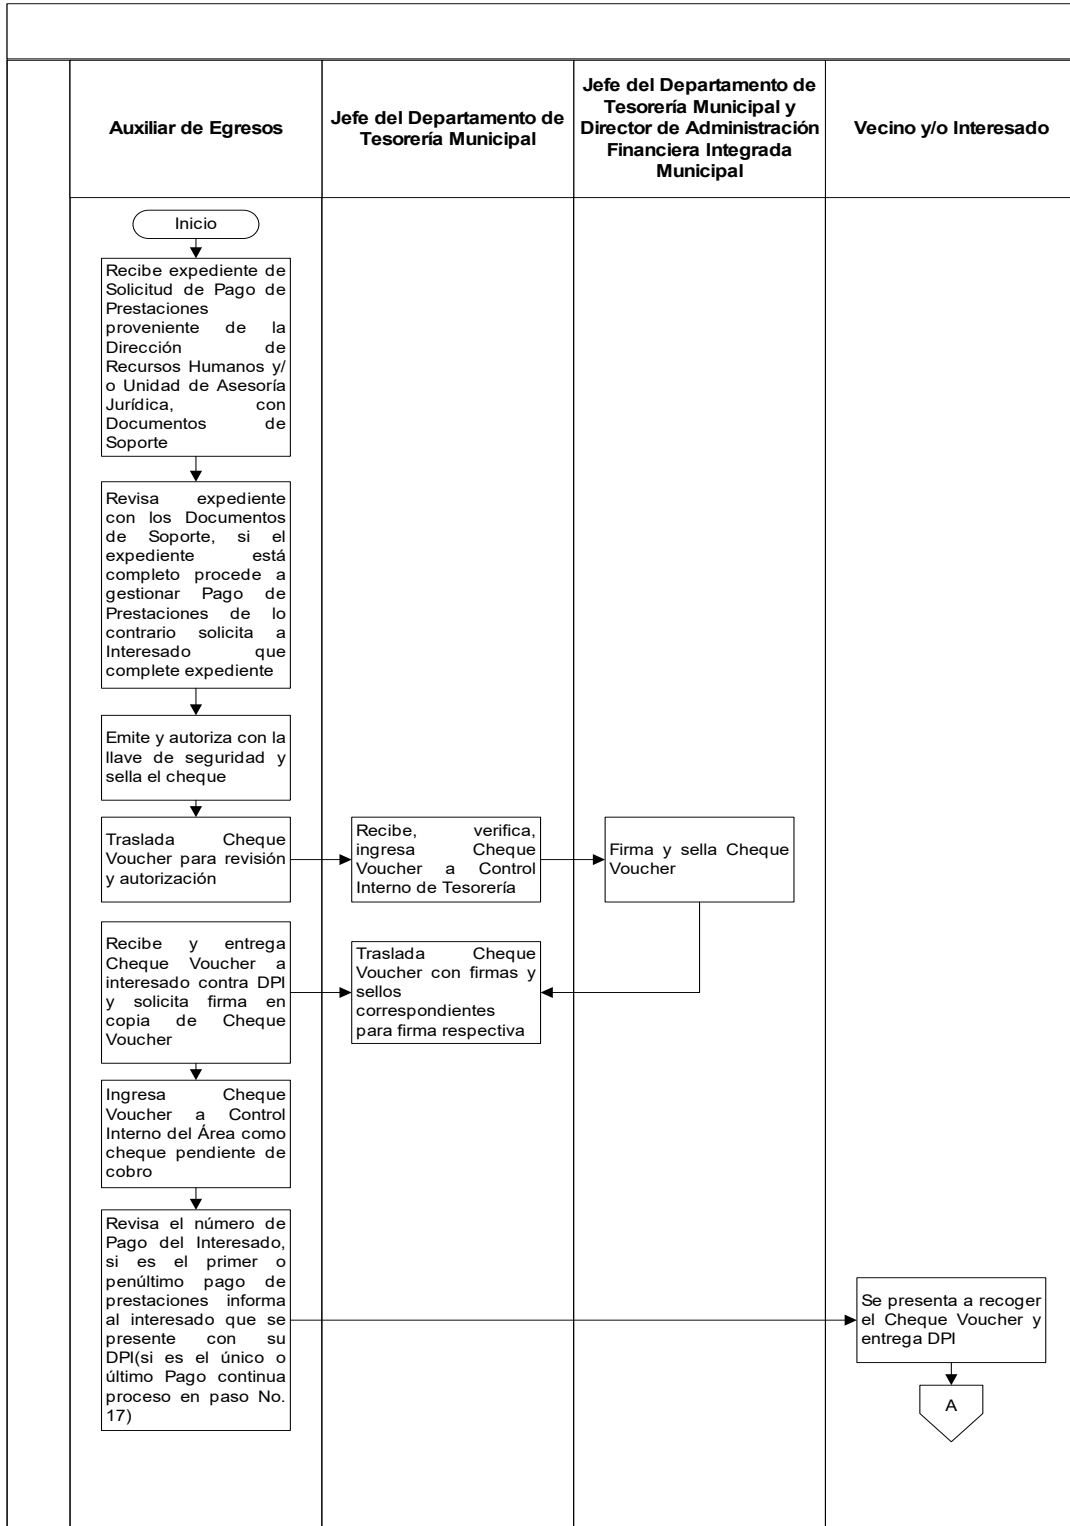 Auxiliar de Egresos
Jefe del Departamento de
Tesorería Municipal
Jefe del Departamento de
Tesorería Municipal y
Director de Administración
Financiera Integrada
Municipal
Vecino y/o Interesado
Inicio
Recibe expediente de
Solicitud de Pago de
Prestaciones
proveniente de la
Dirección de
Recursos Humanos y/
o Unidad de Asesoría
Jurídica, con
Documentos de
Soporte
Revisa expediente
con los Documentos
de Soporte, si el
expediente está
completo procede a
gestionar Pago de
Prestaciones de lo
contrario solicita a
Interesado que
complete expediente
Emite y autoriza con la
llave de seguridad y
sella el cheque
Traslada Cheque
Voucher para revisión
y autorización
Recibe, verifica,
ingresa Cheque
Voucher a Control
Interno de Tesorería
Firma y sella Cheque
Voucher
Recibe y entrega
Cheque Voucher a
interesado contra DPI
y solicita firma en
copia de Cheque
Voucher
Traslada Cheque
Voucher con firmas y
sellos
correspondientes
para firma respectiva
Ingresa Cheque
Voucher a Control
Interno del Área como
cheque pendiente de
cobro
Revisa el número de
Pago del Interesado,
si es el primer o
penúltimo pago de
prestaciones informa
al interesado que se
presente con su
DPI(si es el único o
último Pago continua
proceso en paso No.
17)
Se presenta a recoger
el Cheque Voucher y
entrega DPI
A